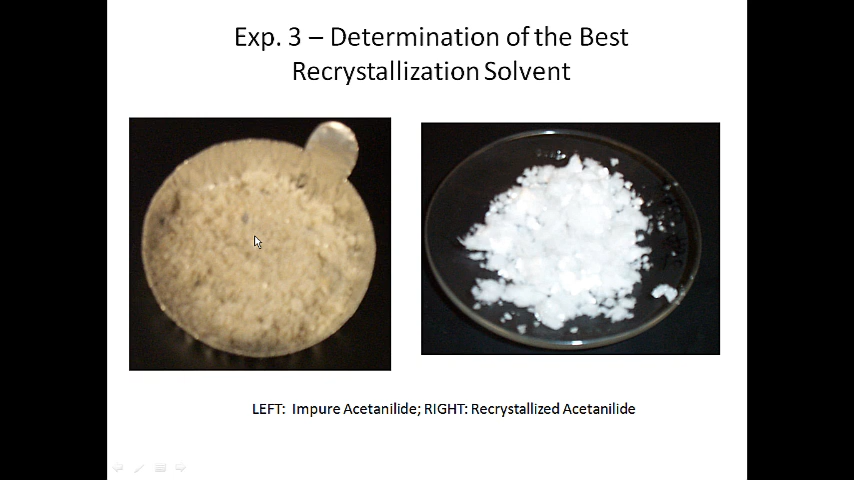 Exp. 3 – Determination of the Best
Recrystallization Solvent
LEFT:  Impure Acetanilide; RIGHT: Recrystallized Acetanilide